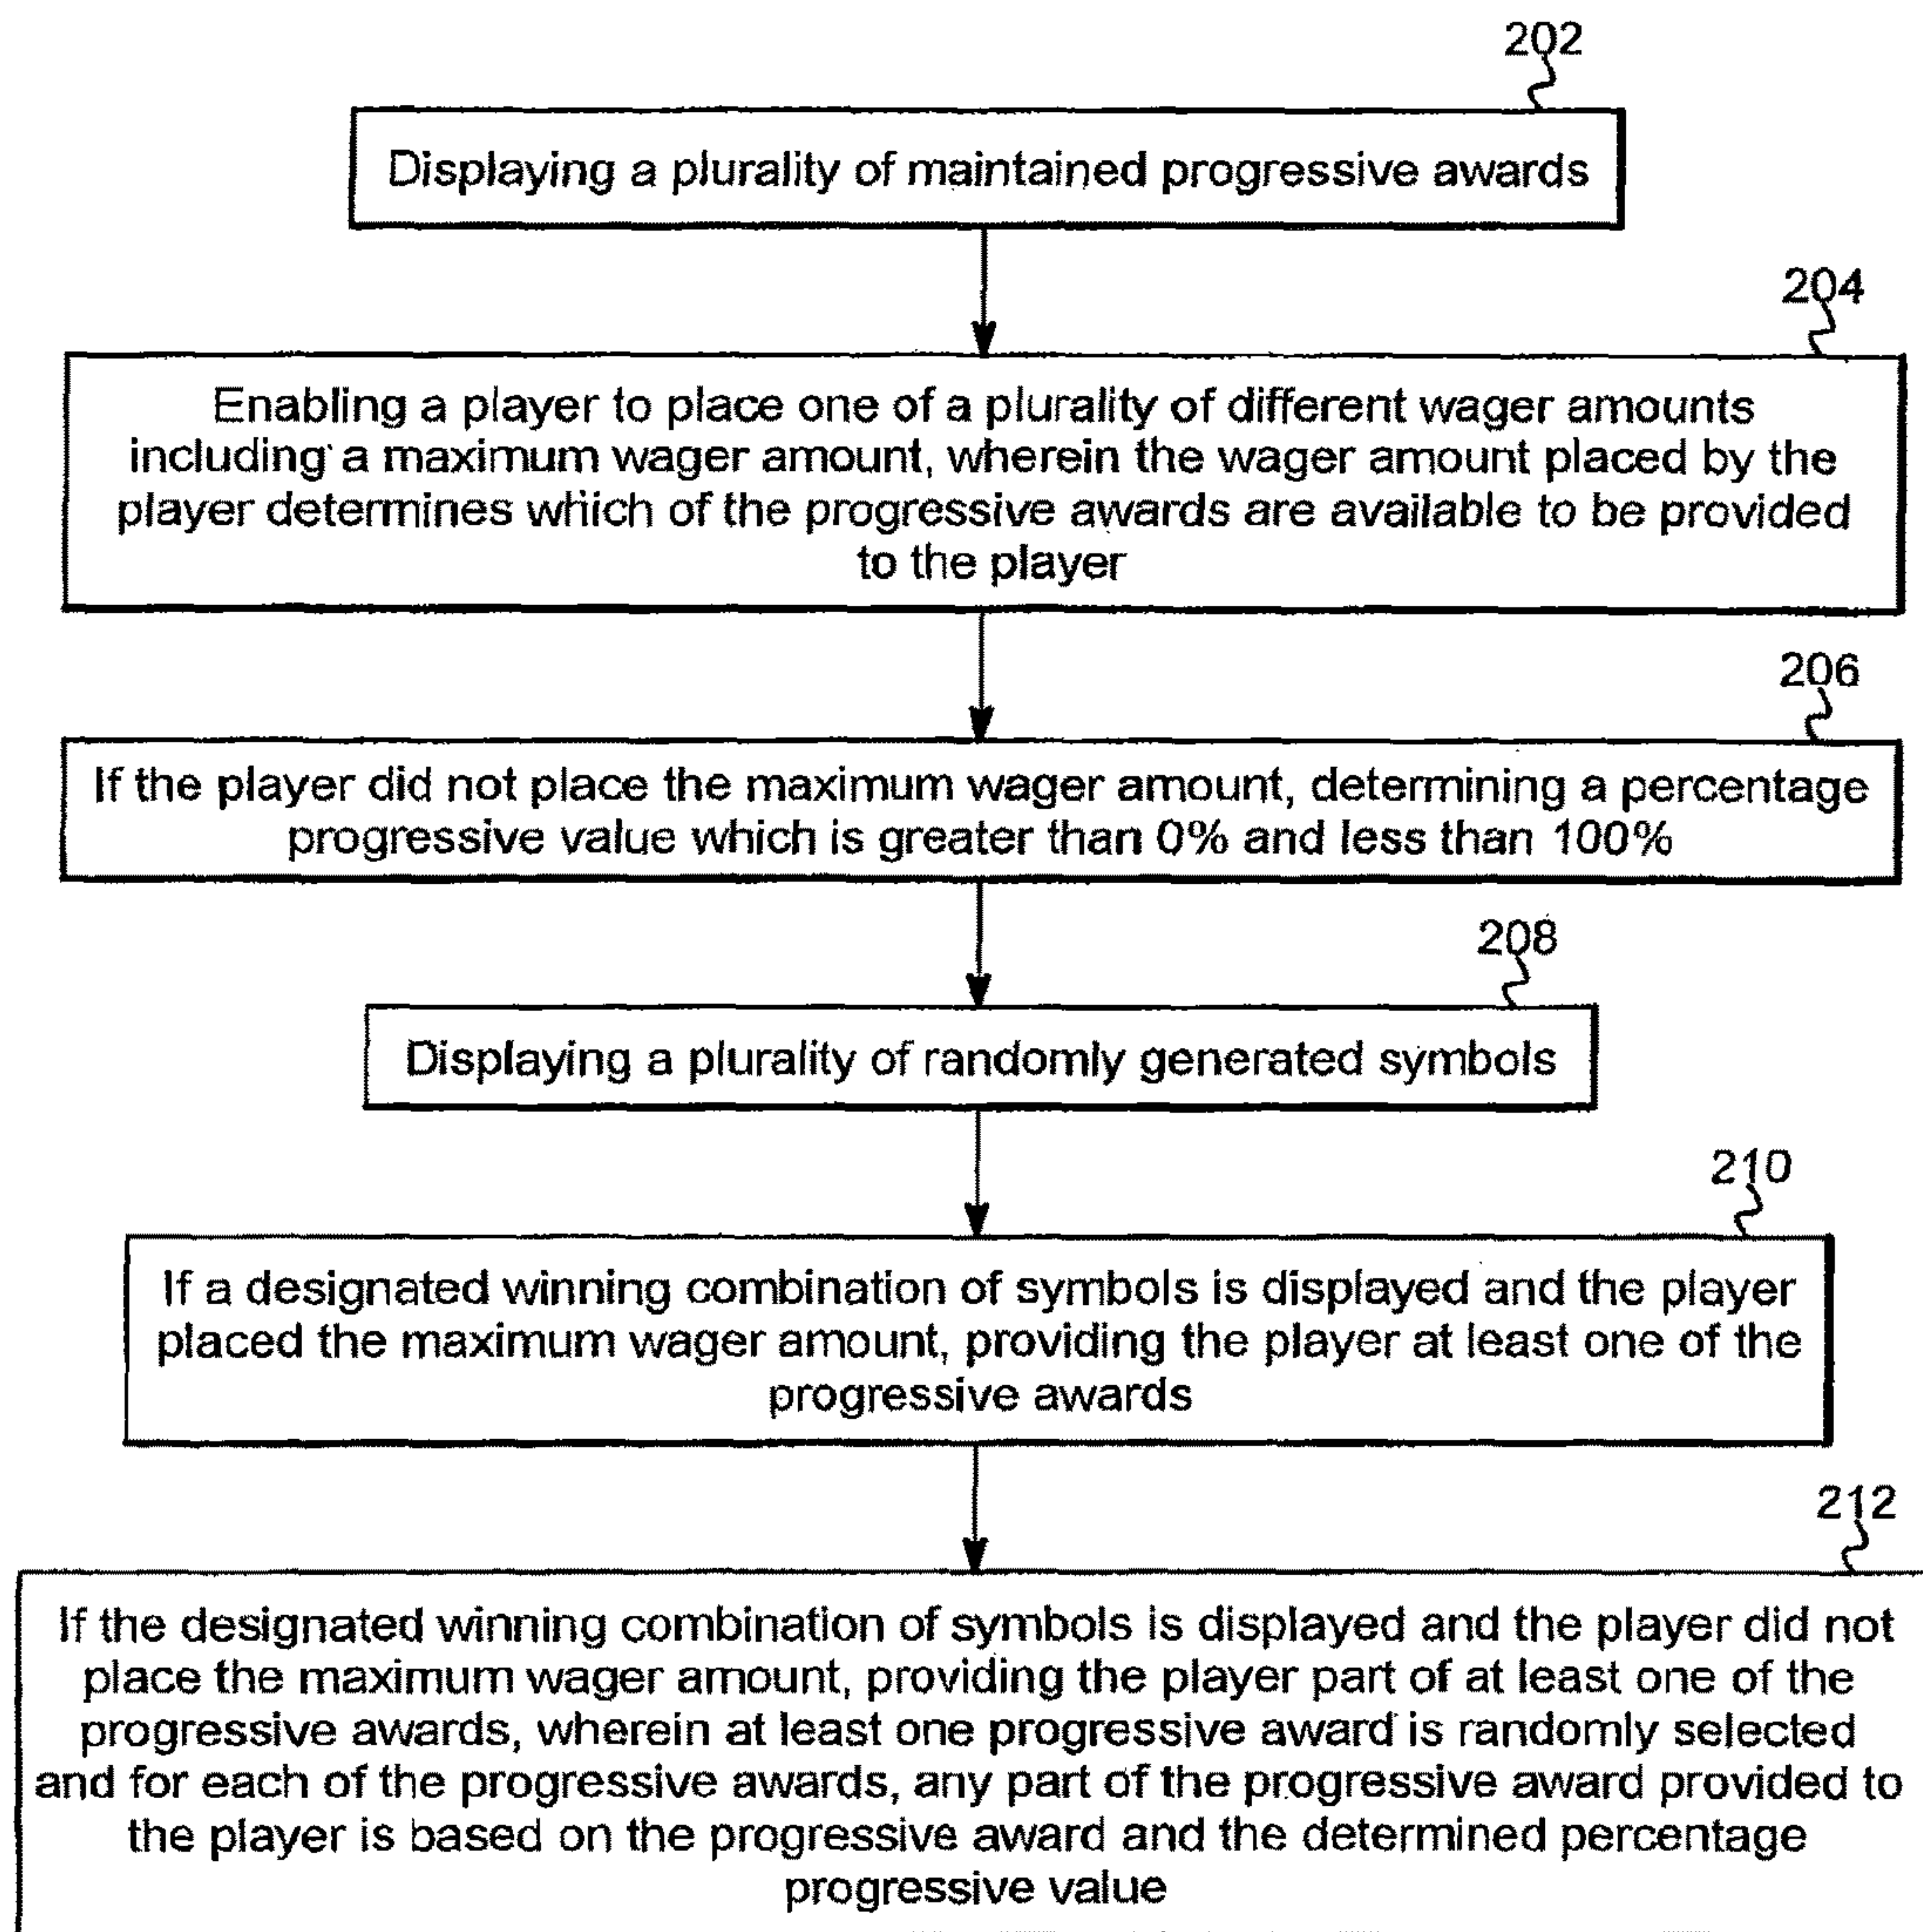 202
Displaying a plurality of maintained progressive awards
204
Enabling a player to place one of a plurality of different wager amounts
including a maximum wager amount, wherein the wager amount placed by the
player determines which of the progressive awards are available to be provided
to the player
206
If the player did not place the maximum wager amount, determining a percentage
progressive value which is greater than 0% and less than 100%
208
Displaying a plurality of randomly generated symbols
210
If a designated winning combination of symbols is displayed and the player
placed the maximum wager amount, providing the player at least one of the
progressive awards
212
If the designated winning combination of symbols is displayed and the player did not
place the maximum wager amount, providing the player part of at least one of the
progressive awards, wherein at least one progressive award is randomly selected
and for each of the progressive awards, any part of the progressive award provided to
the player is based on the progressive award and the determined percentage
progressive value